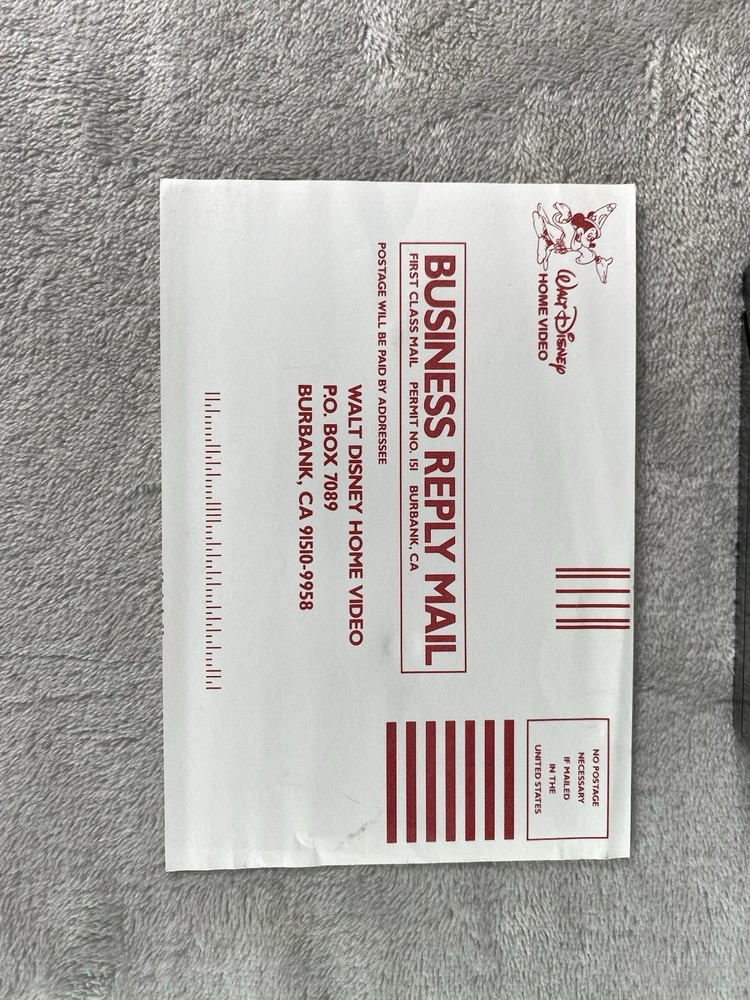 WALT DISNEY
HOME VIDEO
NO POSTAGE
NECESSARY
IF MAILED
IN THE
UNITED STATES
BUSINESS REPLY MAIL
FIRST CLASS MAIL PERMIT NO. 151 BURBANK, CA
POSTAGE WILL BE PAID BY ADDRESSEE
WALT DISNEY HOME VIDEO
P.O. BOX 7089
BURBANK, CA 91510-9958